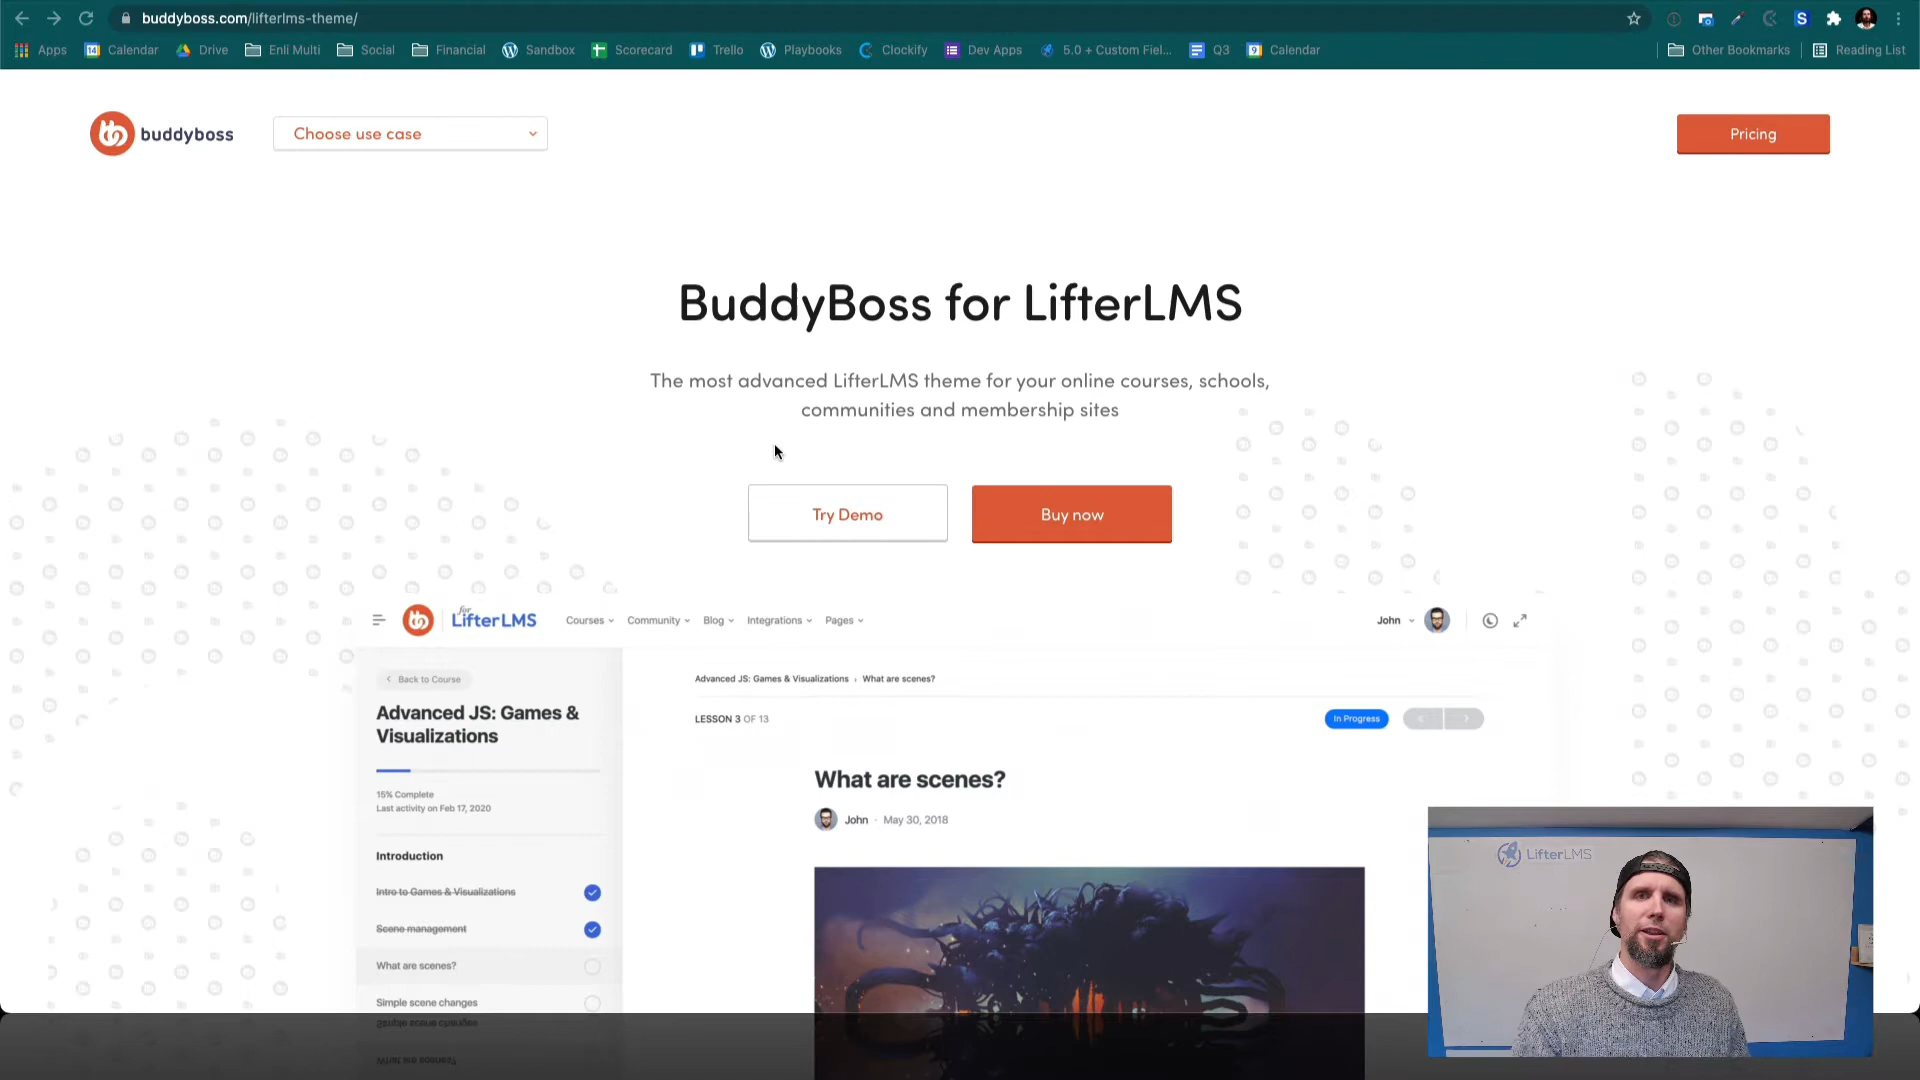 buddyboss.com/lifterlms-theme/
Apps
Calendar
Drive
Enli Multi
Social
Financial
Sandbox
Scorecard
Trello
Playbooks
Clockify
Dev Apps
5.0 + Custom Fiel...
Q3
Calendar
Other Bookmarks
Reading List
buddyboss
Choose use case
Pricing
BuddyBoss for LifterLMS
The most advanced LifterLMS theme for your online courses, schools,
communities and membership sites
Try Demo
Buy now
for
LifterLMS
Courses
Community
Blog
Integrations
Pages
John
Back to Course
Advanced JS: Games &
Visualizations
15% Complete
Last activity on Feb 17, 2020
Introduction
Intro to Games & Visualizations
Scene management
What are scenes?
Simple scene changes
Advanced JS: Games & Visualizations › What are scenes?
LESSON 3 OF 13
In Progress
What are scenes?
John · May 30, 2018
LifterLMS